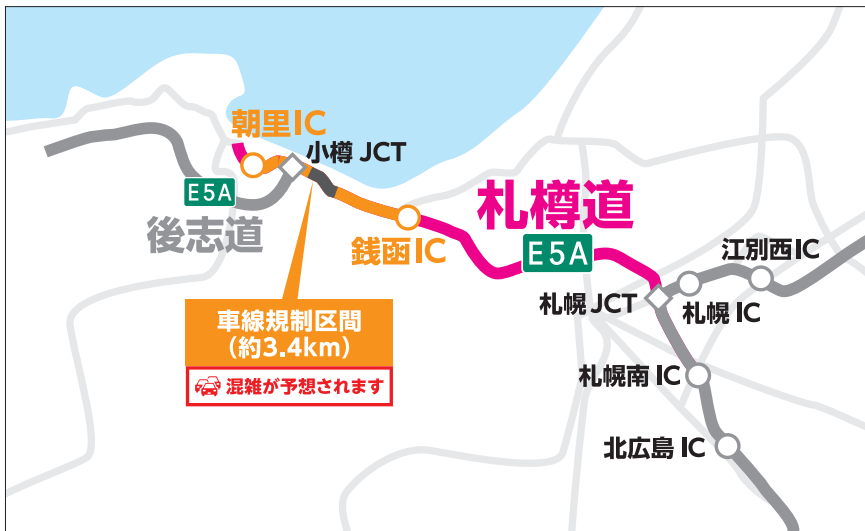 朝里IC
小樽 JCT
E5A
後志道
銭函IC
札樽道
E5A
江別西IC
札幌 JCT
札幌 IC
車線規制区間
(約3.4km)
混雑が予想されます
札幌南 IC
北広島 IC